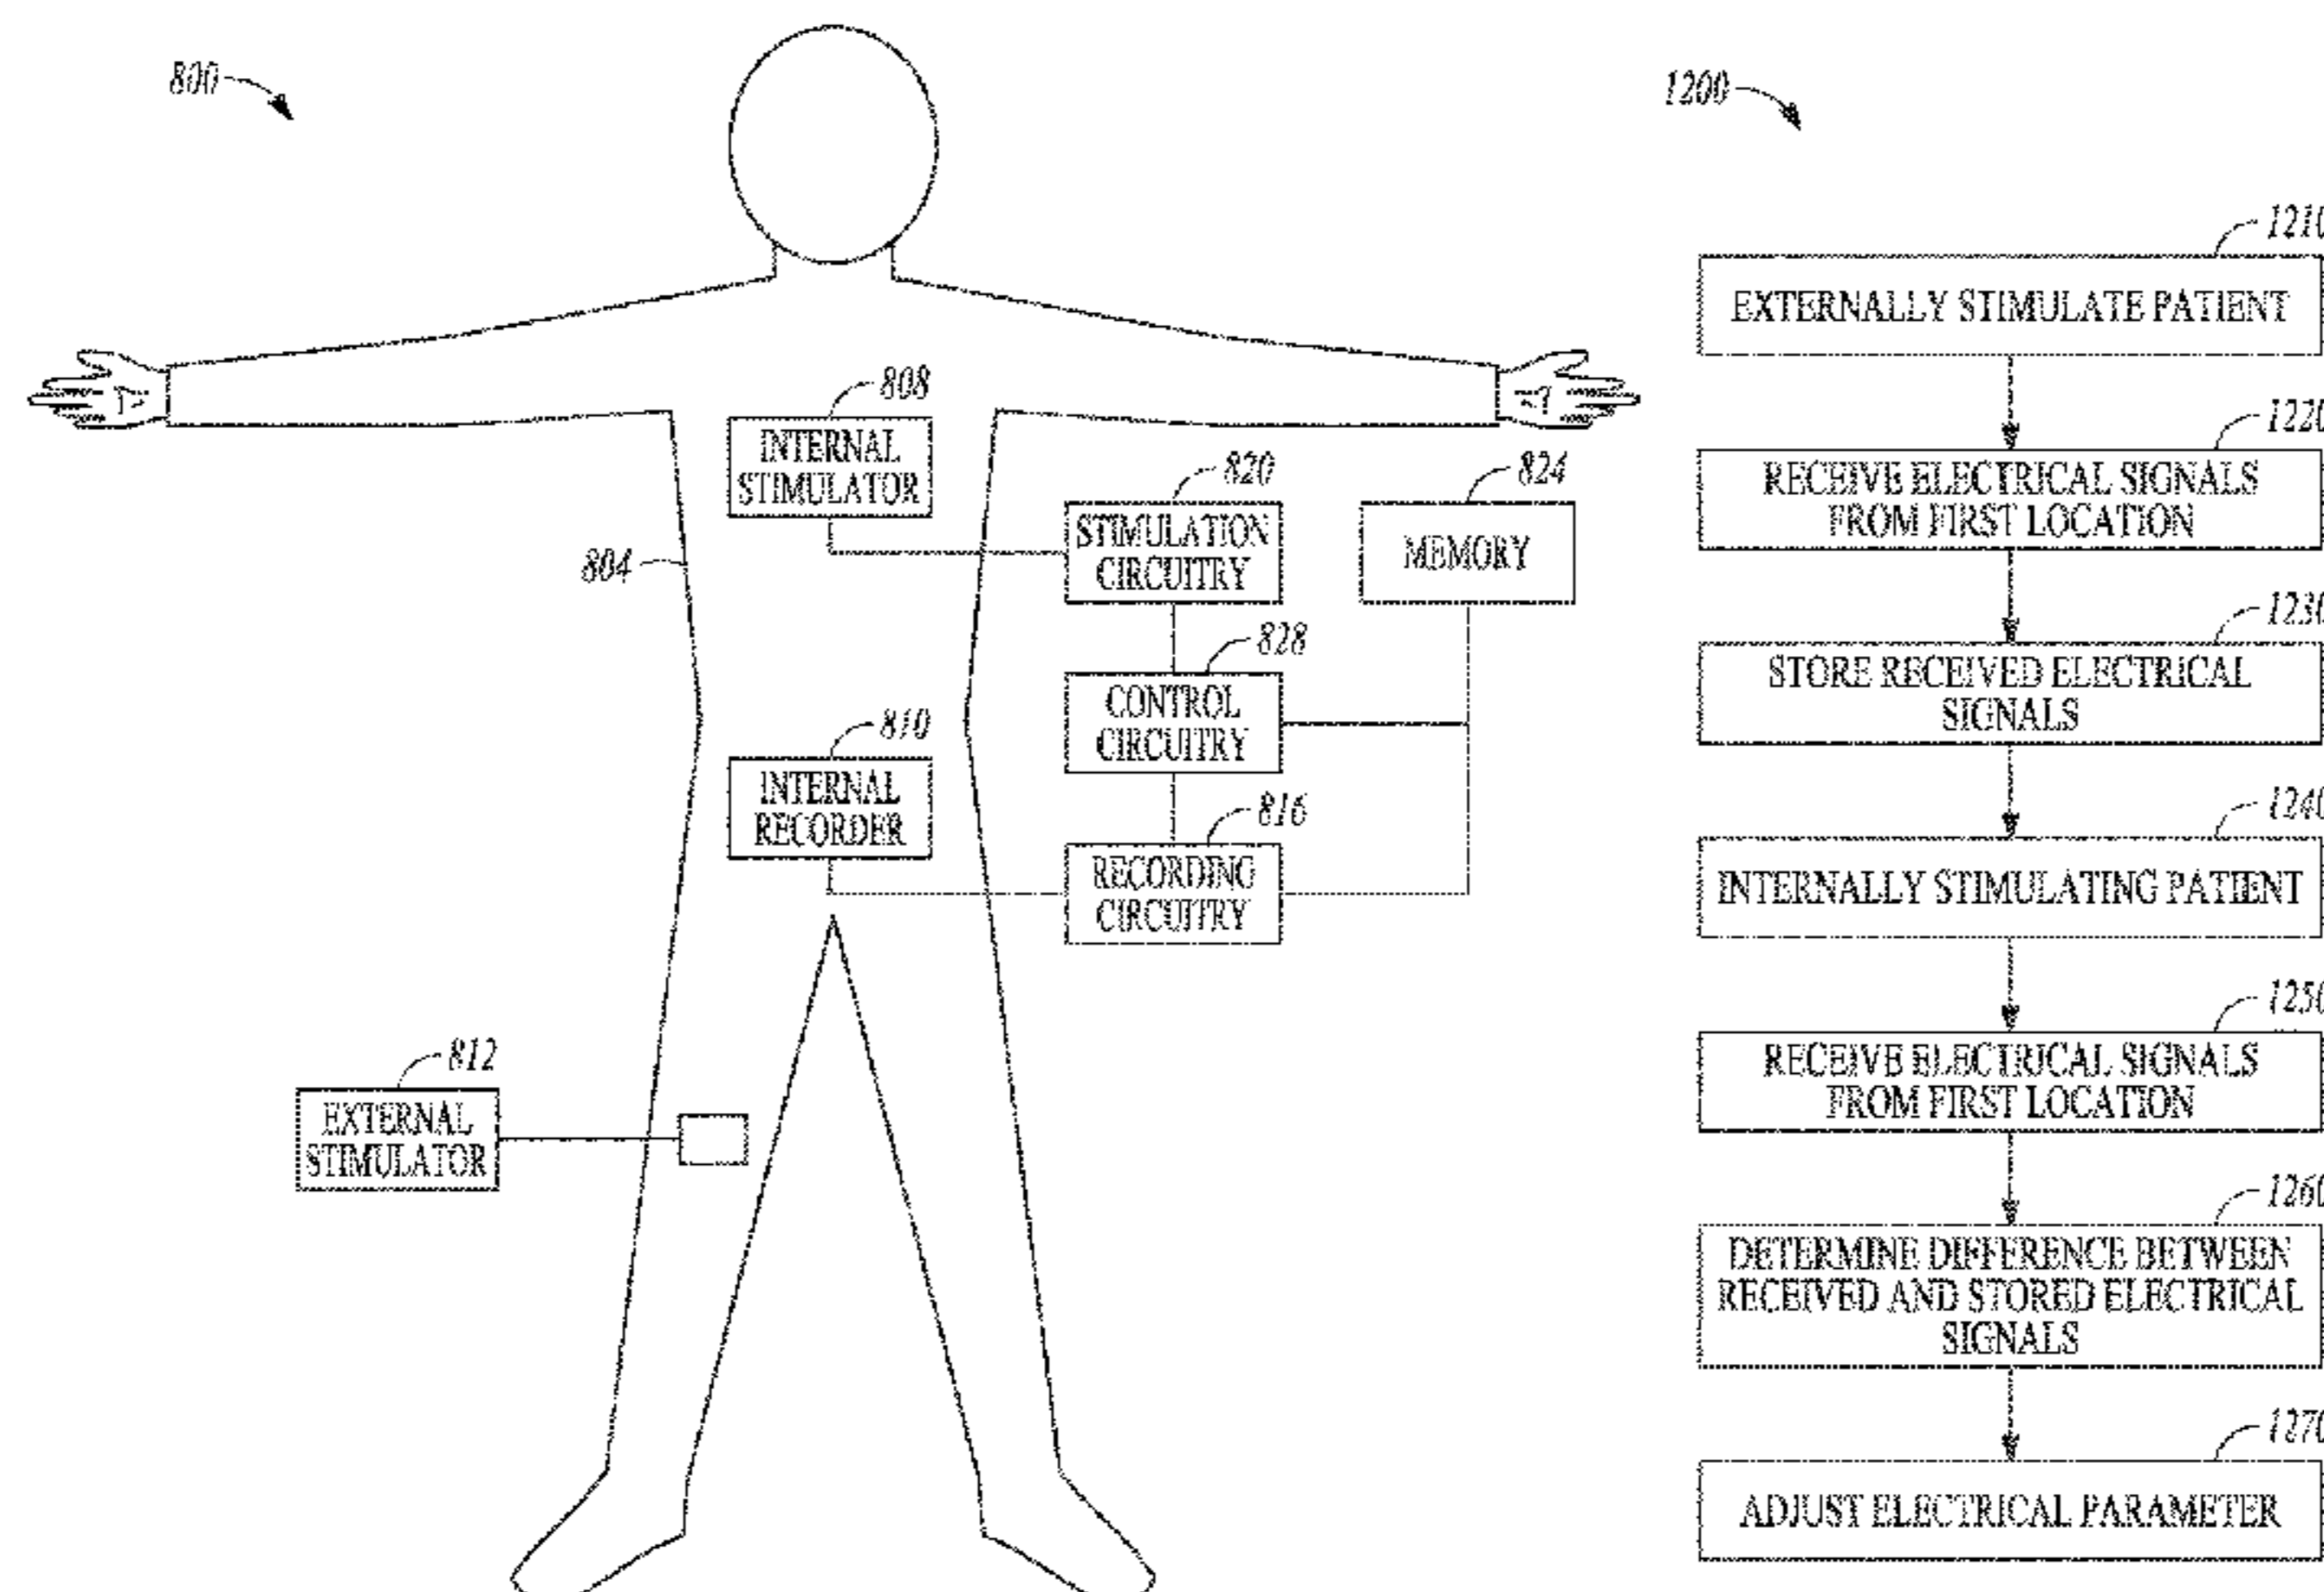 800
808
INTERNAL
STIMULATOR
804
820
STIMULATION
CIRCUITRY
824
MEMORY
828
CONTROL
CIRCUITRY
810
INTERNAL
RECORDER
816
RECORDING
CIRCUITRY
812
EXTERNAL
STIMULATOR
1200
1210
EXTERNALLY STIMULATE PATIENT
1220
RECEIVE ELECTRICAL SIGNALS
FROM FIRST LOCATION
1230
STORE RECEIVED ELECTRICAL
SIGNALS
1240
INTERNALLY STIMULATING PATIENT
1250
RECEIVE ELECTRICAL SIGNALS
FROM FIRST LOCATION
1260
DETERMINE DIFFERENCE BETWEEN
RECEIVED AND STORED ELECTRICAL
SIGNALS
1270
ADJUST ELECTRICAL PARAMETER